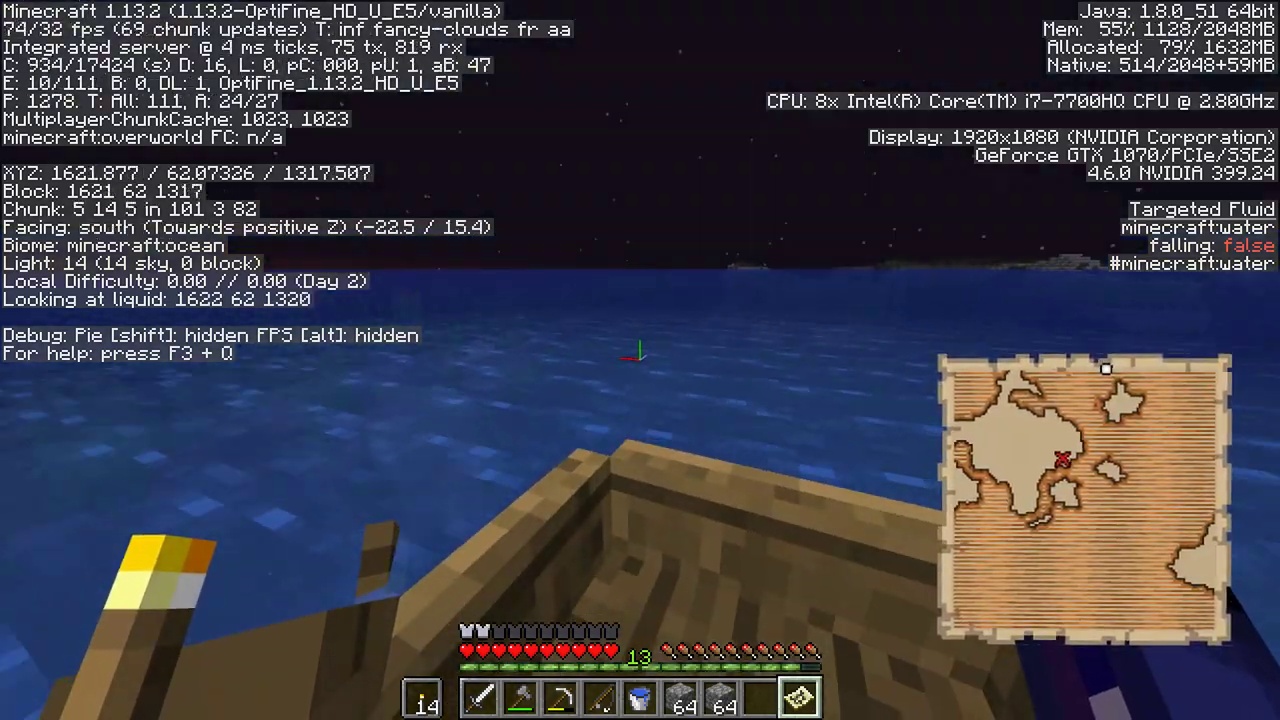 Minecraft 1.13.2 (1.13.2-OptiFine_HD_U_E5/vanilla)
74/32 fps (69 chunk updates) T: inf fancy-clouds fr aa
Integrated server @ 4 ms ticks, 75 tx, 819 rx
C: 934/17424 (s) D: 16, L: 0, pC: 000, pU: 1, aB: 47
E: 10/111, B: 0, DL: 1, OptiFine_1.13.2_HD_U_E5
P: 1278. T: All: 111, A: 24/27
MultiplayerChunkCache: 1023, 1023
minecraft:overworld FC: n/a
XYZ: 1621.877 / 62.07326 / 1317.507
Block: 1621 62 1317
Chunk: 5 14 5 in 101 3 82
Facing: south (Towards positive Z) (-22.5 / 15.4)
Biome: minecraft:ocean
Light: 14 (14 sky, 0 block)
Local Difficulty: 0.00 // 0.00 (Day 2)
Looking at liquid: 1622 62 1320
Debug: Pie [shift]: hidden FPS [alt]: hidden
For help: press F3 + Q
Java: 1.8.0_51 64bit
Mem: 55% 1128/2048MB
Allocated: 79% 1632MB
Native: 514/2048+59MB
CPU: 8x Intel(R) Core(TM) i7-7700HQ CPU @ 2.80GHz
Display: 1920x1080 (NVIDIA Corporation)
GeForce GTX 1070/PCIe/SSE2
4.6.0 NVIDIA 399.24
Targeted Fluid
minecraft:water
falling: false
#minecraft:water
13
14
64
64